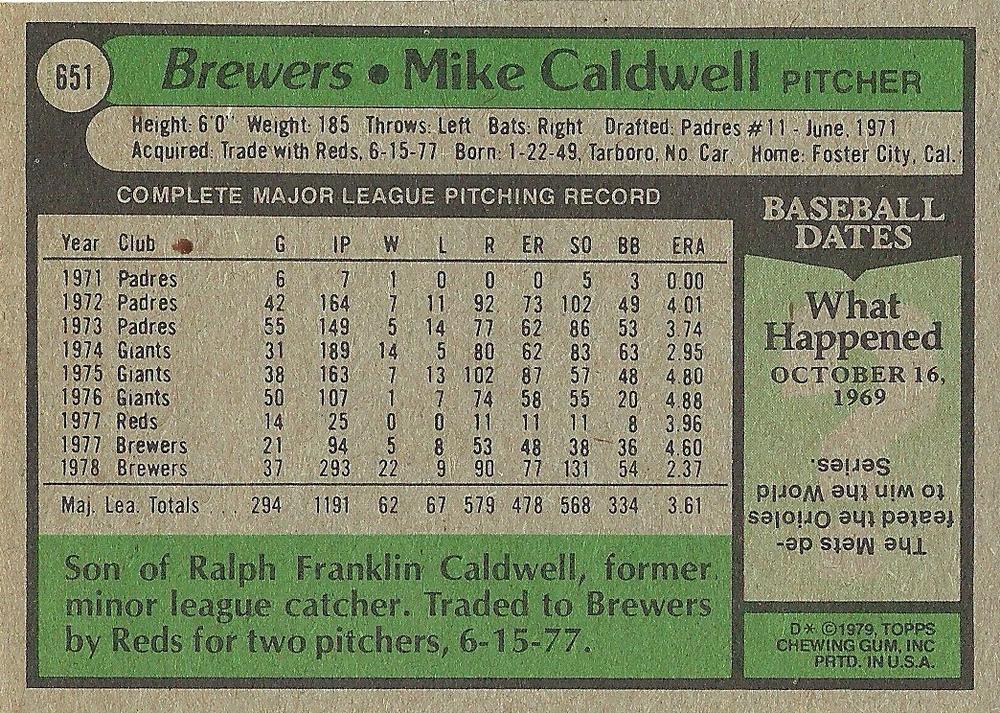 651
Brewers • Mike Caldwell PITCHER
Height: 6'0" Weight: 185 Throws: Left Bats: Right Drafted: Padres #11 - June, 1971
Acquired: Trade with Reds, 6-15-77 Born: 1-22-49, Tarboro, No. Car. Home: Foster City, Cal.
COMPLETE MAJOR LEAGUE PITCHING RECORD
Year Club G IP W L R ER SO BB ERA
1971 Padres 6 7 1 0 0 0 5 3 0.00
1972 Padres 42 164 7 11 92 73 102 49 4.01
1973 Padres 55 149 5 14 77 62 86 53 3.74
1974 Giants 31 189 14 5 80 62 83 63 2.95
1975 Giants 38 163 7 13 102 87 57 48 4.80
1976 Giants 50 107 1 7 74 58 55 20 4.88
1977 Reds 14 25 0 0 11 11 11 8 3.96
1977 Brewers 21 94 5 8 53 48 38 36 4.60
1978 Brewers 37 293 22 9 90 77 131 54 2.37
Maj. Lea. Totals . . . 294 1191 62 67 579 478 568 334 3.61
Son of Ralph Franklin Caldwell, former
minor league catcher. Traded to Brewers
by Reds for two pitchers, 6-15-77.
BASEBALL
DATES
What
Happened
OCTOBER 16,
1969
The Mets de-
feated the Orioles
to win the World
Series.
D* ©1979, TOPPS
CHEWING GUM, INC
PRTD. IN U.S.A.